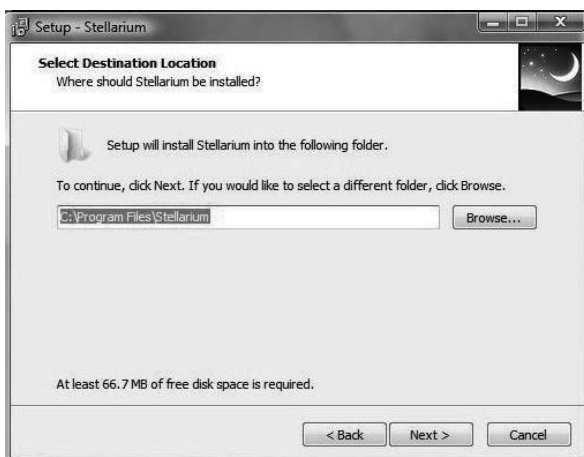 Setup - Stellarium
Select Destination Location
Where should Stellarium be installed?
Setup will install Stellarium into the following folder.
To continue, click Next. If you would like to select a different folder, click Browse.
C:\Program Files\Stellarium
Browse...
At least 66.7 MB of free disk space is required.
< Back
Next >
Cancel